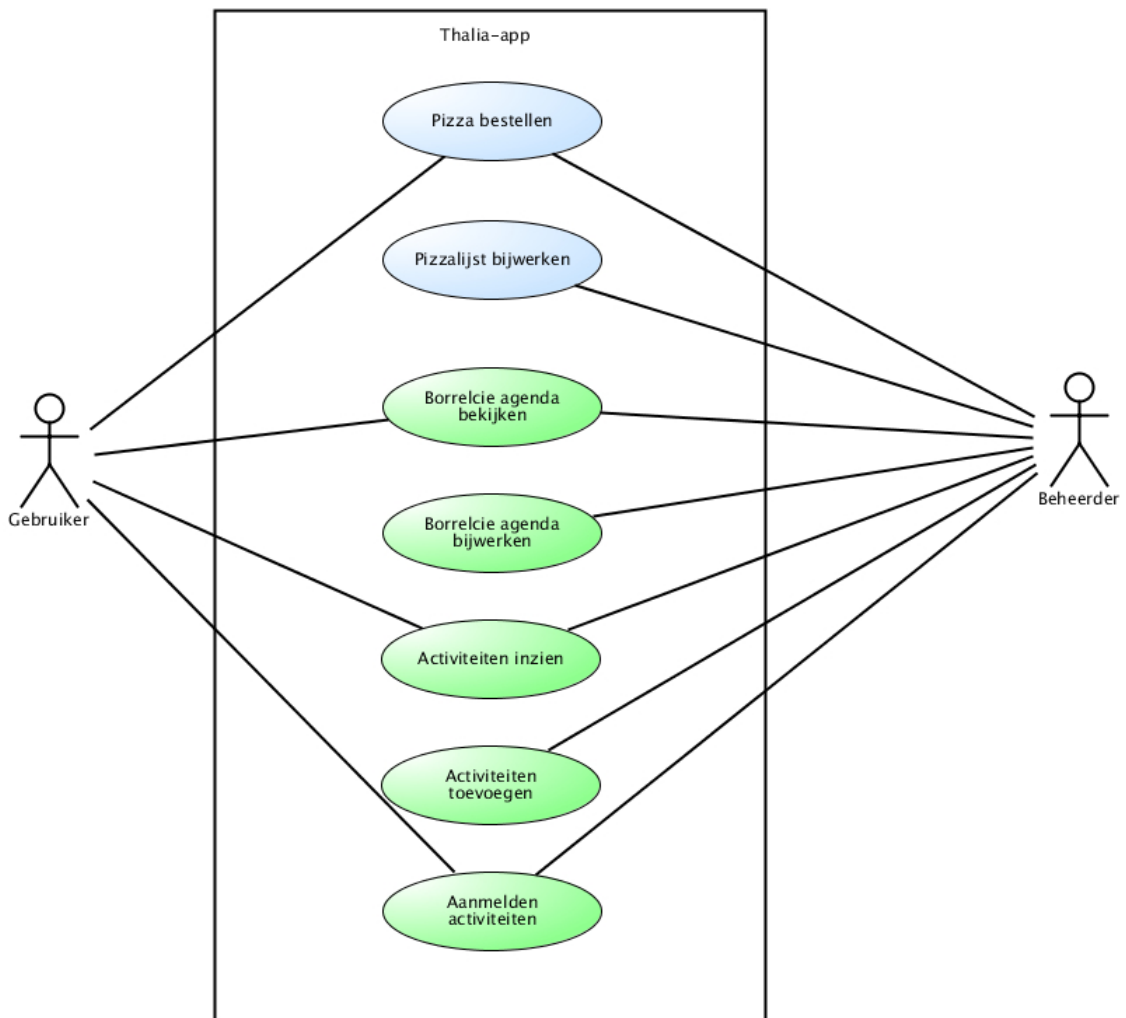 Thalia-app
Pizza bestellen
Pizzalijst bijwerken
Borrelcie agenda
bekijken
Borrelcie agenda
bijwerken
Gebruiker
Beheerder
Activiteiten inzien
Activiteiten
toevoegen
Aanmelden
activiteiten